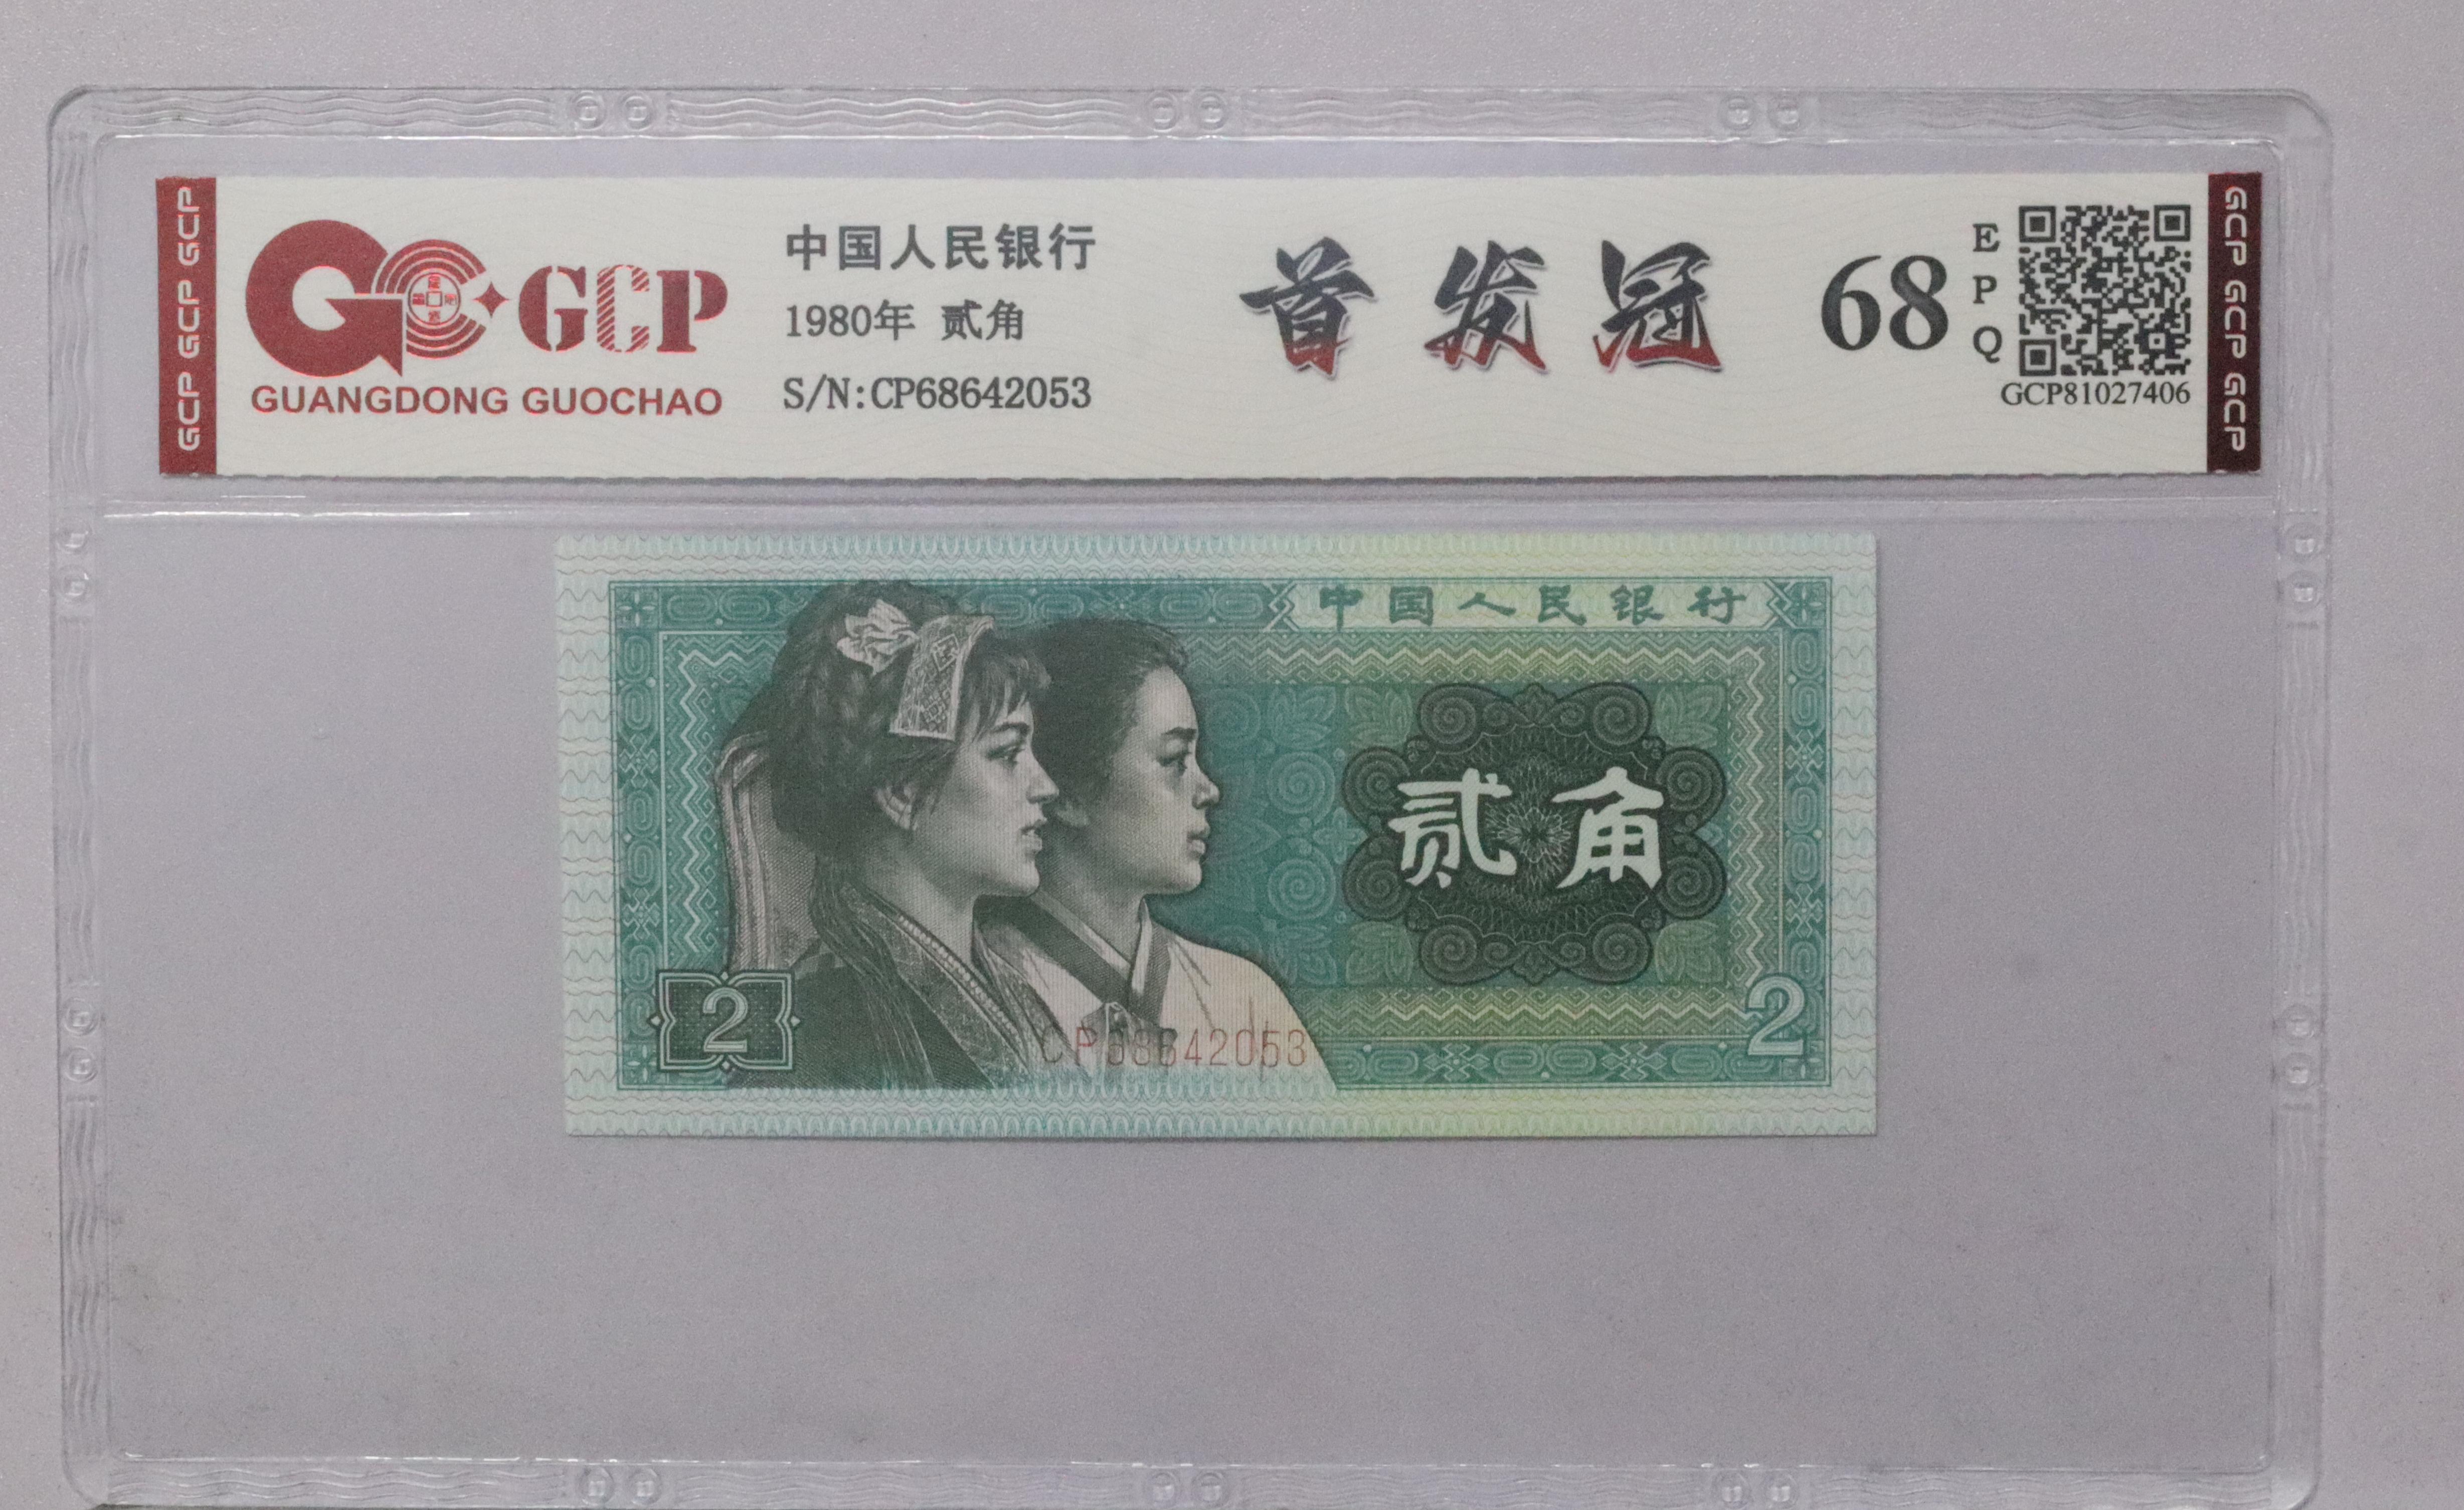 GCP GCP GCP
GCP
GUANGDONG GUOCHAO
中国人民银行
1980年 贰角
S/N:CP68642053
首发冠
68
EPQ
GCP81027406
GCP GCP GCP
中国人民银行
贰角
2
CP68642053
2